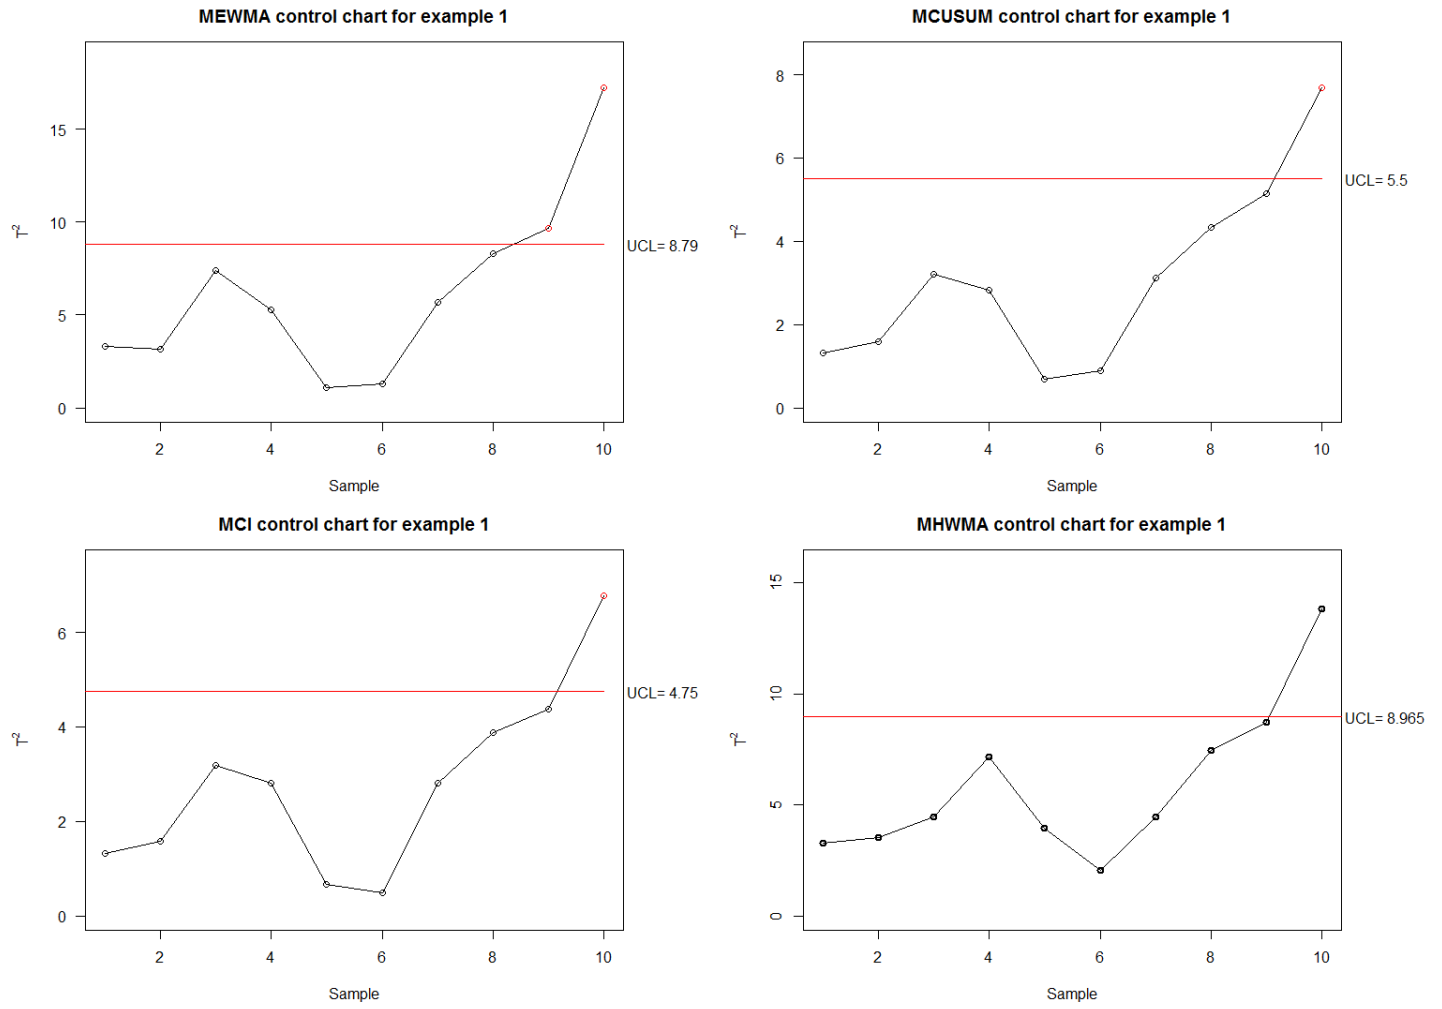 MEWMA control chart for example 1
T2
15
10
5
0
UCL= 8.79
2 4 6 8 10
Sample
MCUSUM control chart for example 1
T2
8
6
4
2
0
UCL= 5.5
2 4 6 8 10
Sample
MCI control chart for example 1
T2
6
4
2
0
UCL= 4.75
2 4 6 8 10
Sample
MHWMA control chart for example 1
T2
15
10
5
0
UCL= 8.965
2 4 6 8 10
Sample